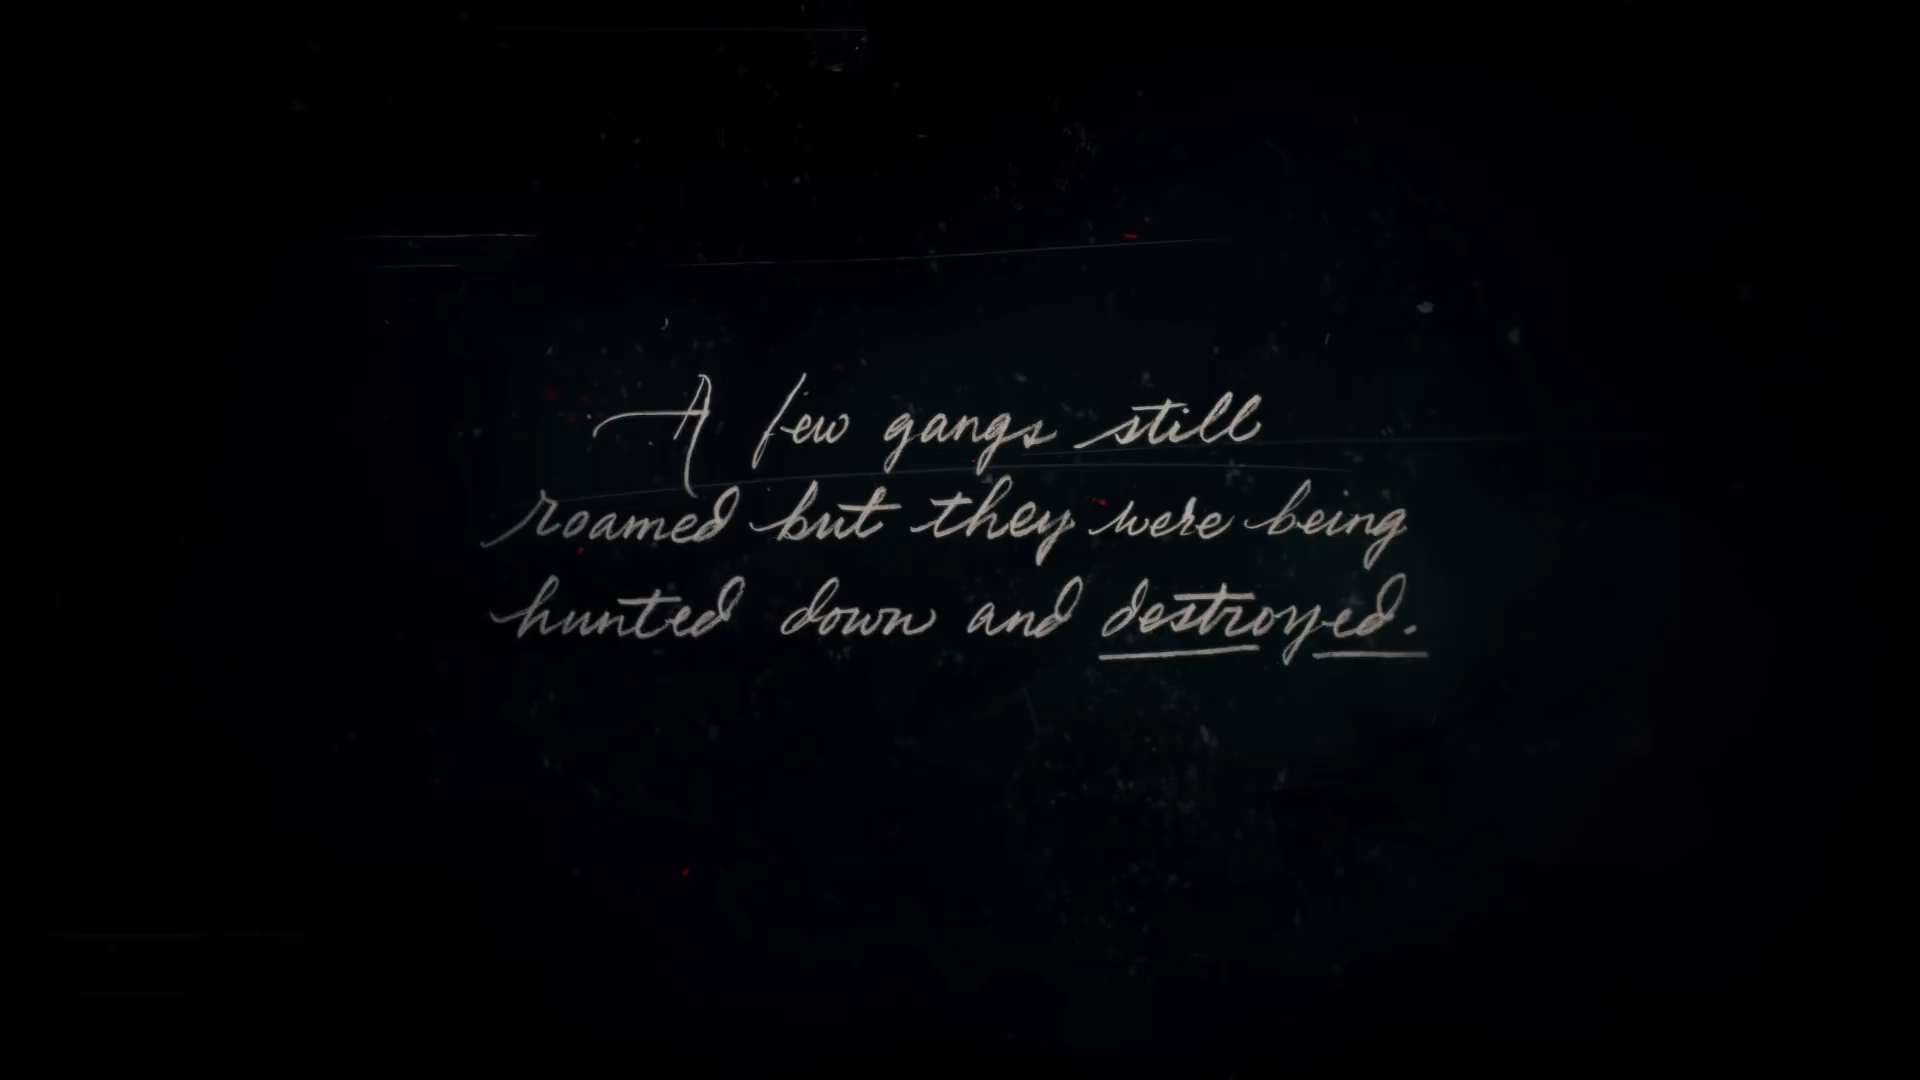 A few gangs still
roamed but they were being
hunted down and destroyed.